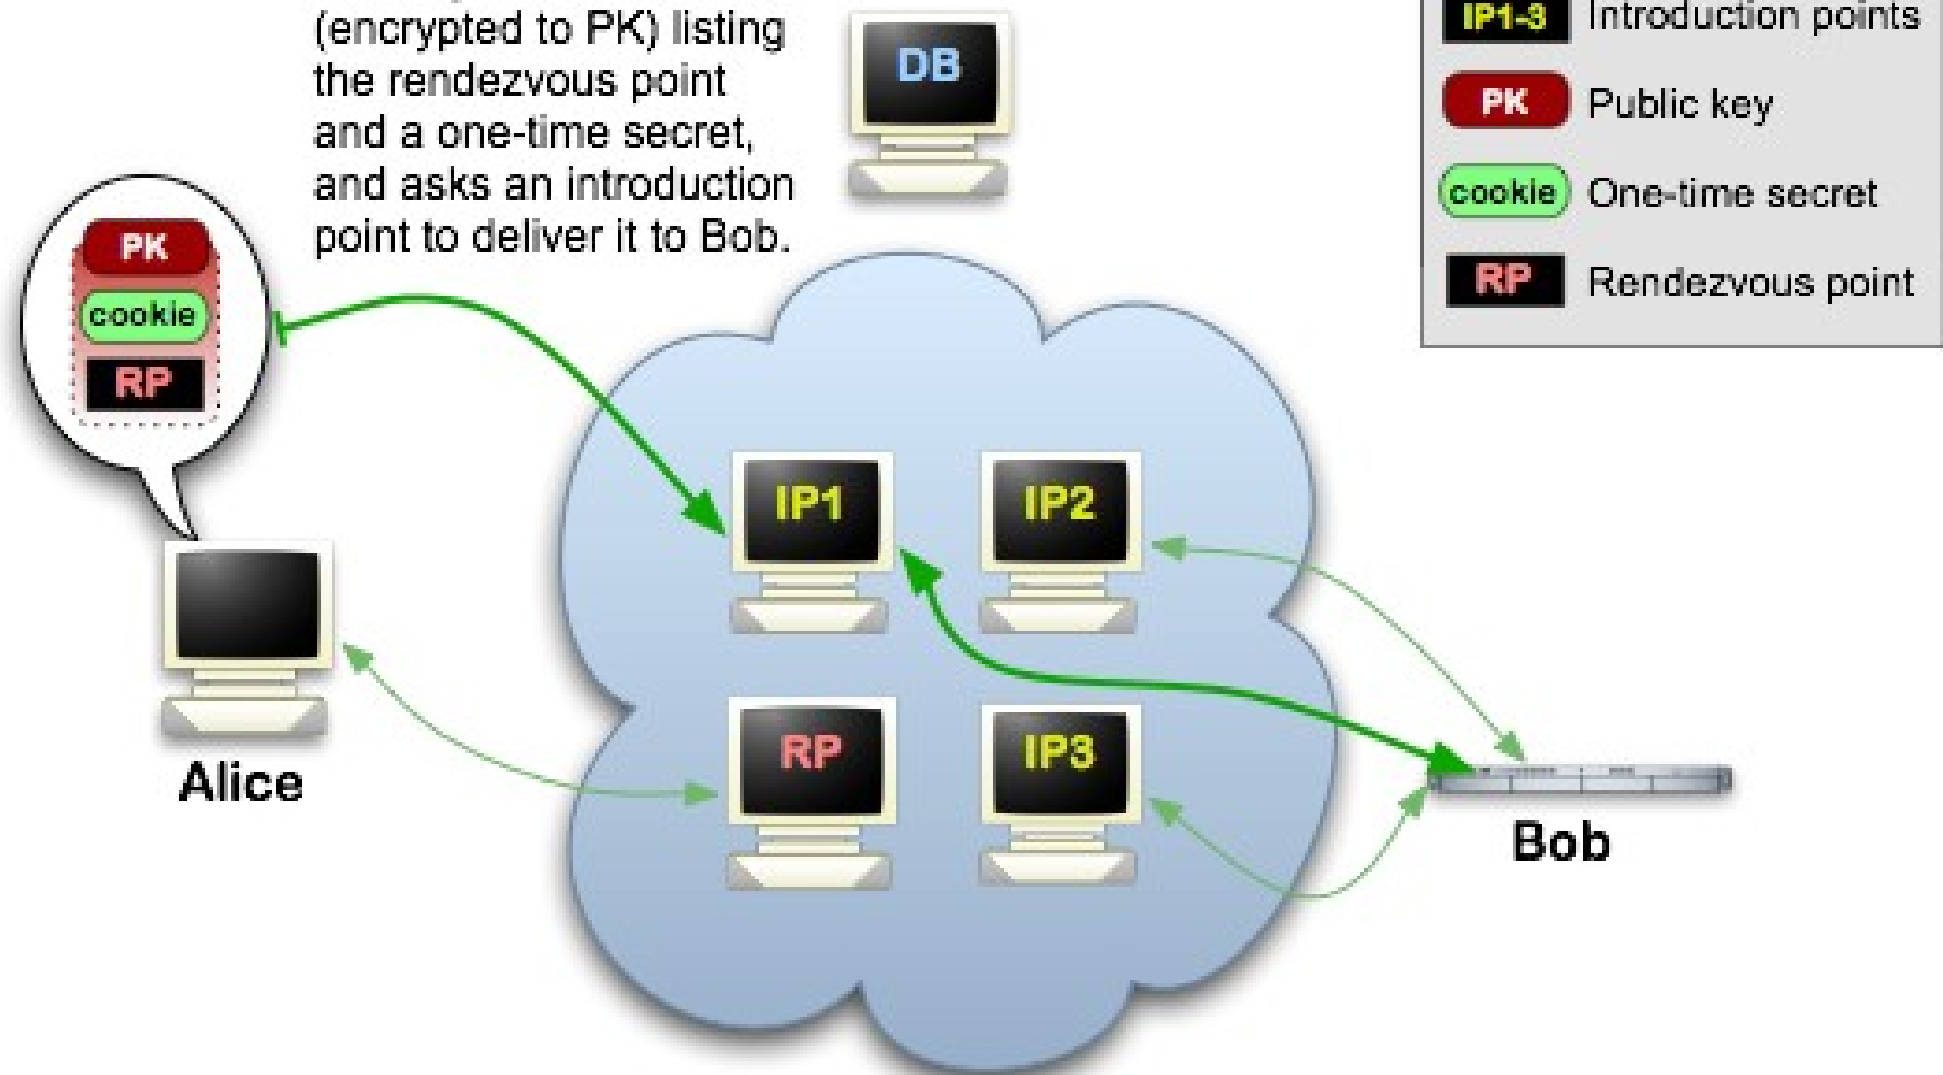 (encrypted to PK) listing
the rendezvous point
and a one-time secret,
and asks an introduction
point to deliver it to Bob.
DB
IP1-3 Introduction points
PK Public key
cookie One-time secret
RP Rendezvous point
PK
cookie
RP
IP1
IP2
RP
IP3
Alice
Bob